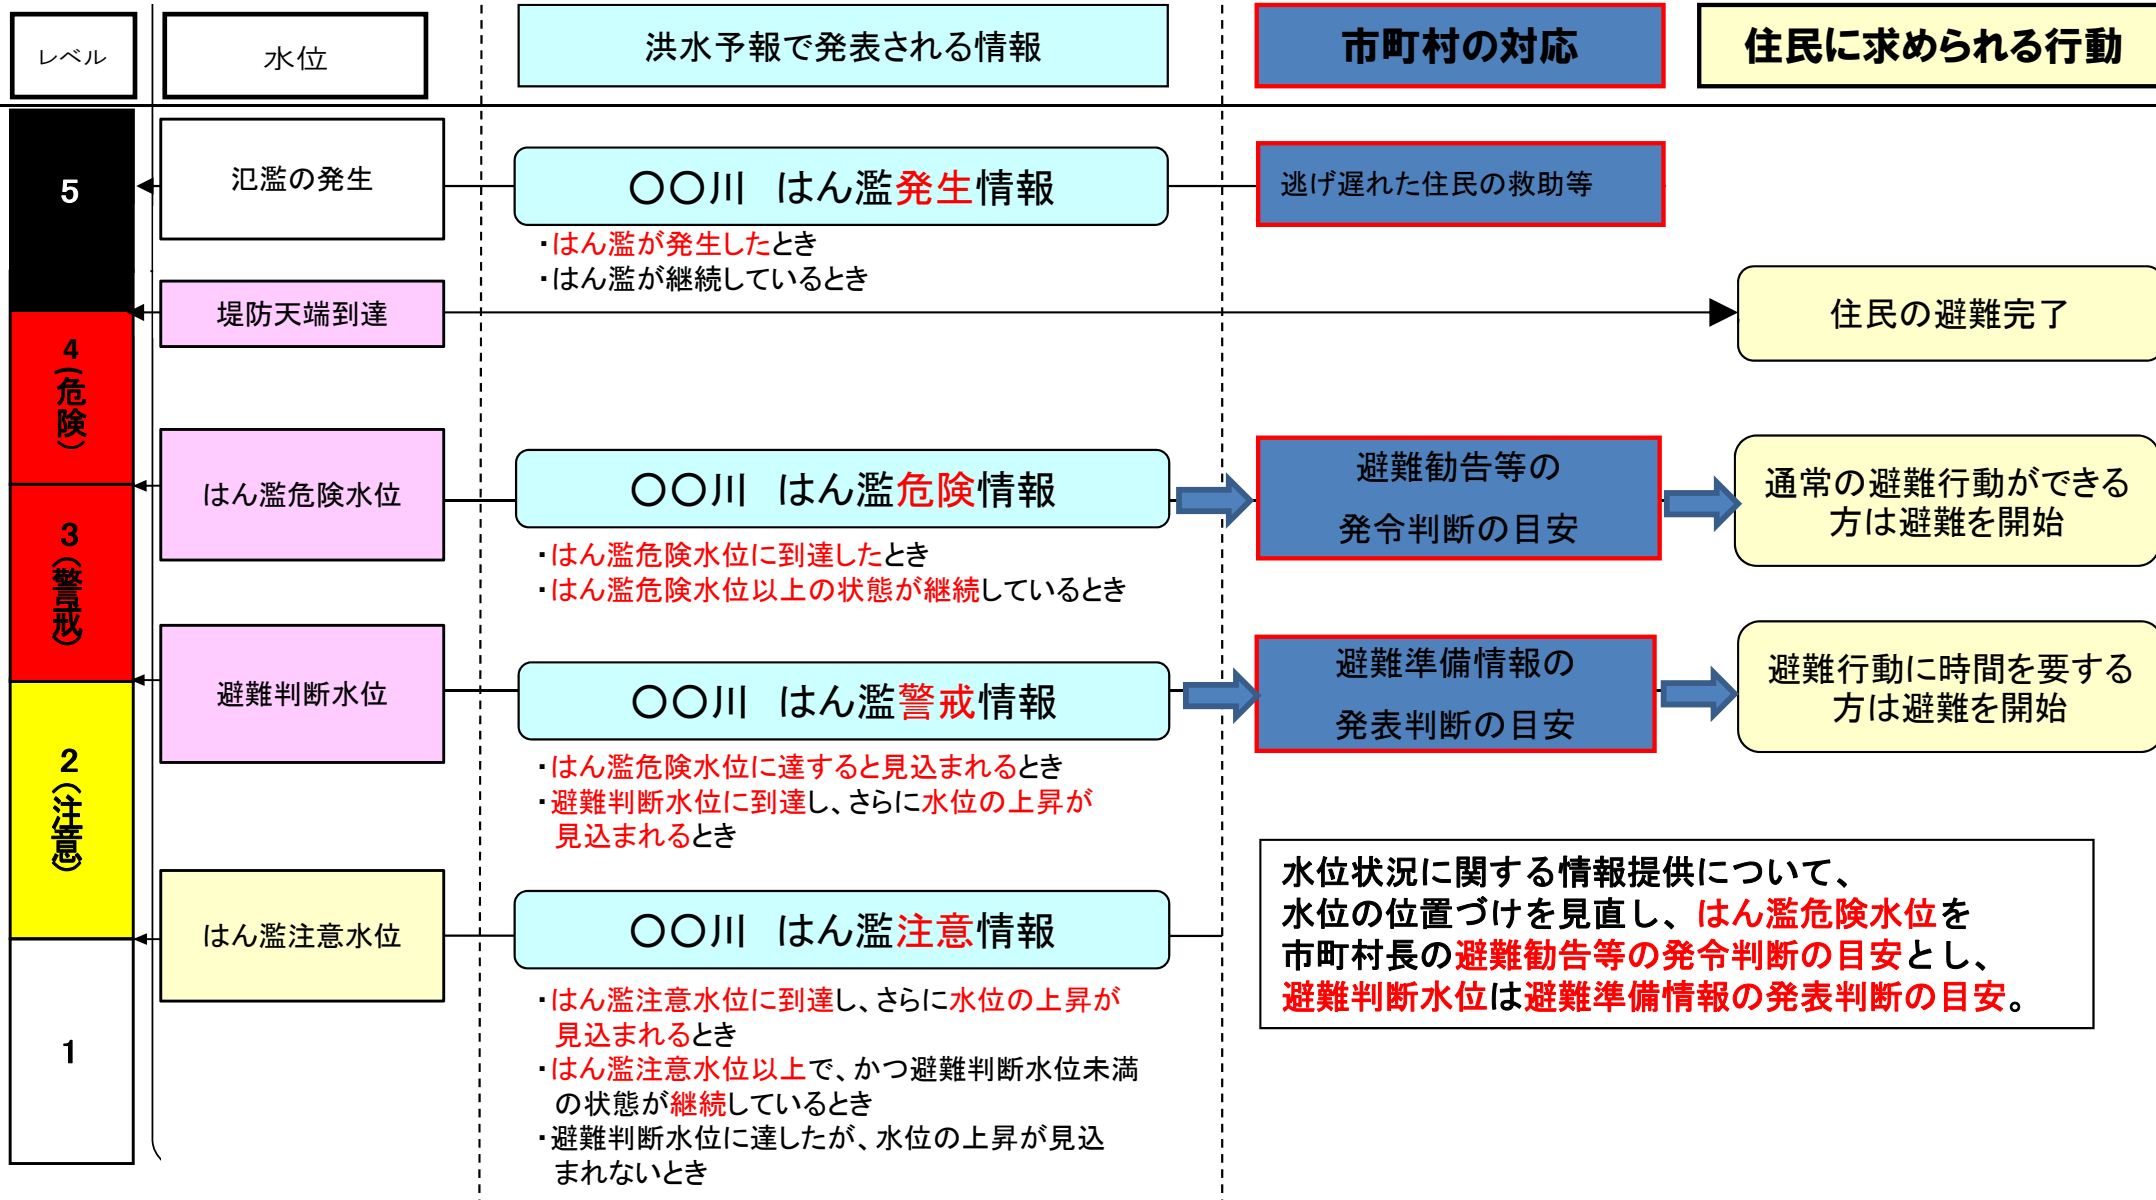 レベル
水位
洪水予報で発表される情報
市町村の対応
住民に求められる行動
5
氾濫の発生
〇〇川　はん濫発生情報
逃げ遅れた住民の救助等
・はん濫が発生したとき
・はん濫が継続しているとき
堤防天端到達
住民の避難完了
4(危険)
はん濫危険水位
〇〇川　はん濫危険情報
避難勧告等の
発令判断の目安
通常の避難行動ができる
方は避難を開始
・はん濫危険水位に到達したとき
・はん濫危険水位以上の状態が継続しているとき
3(警戒)
避難判断水位
〇〇川　はん濫警戒情報
避難準備情報の
発表判断の目安
避難行動に時間を要する
方は避難を開始
・はん濫危険水位に達すると見込まれるとき
・避難判断水位に到達し、さらに水位の上昇が
見込まれるとき
2(注意)
はん濫注意水位
〇〇川　はん濫注意情報
・はん濫注意水位に到達し、さらに水位の上昇が
見込まれるとき
・はん濫注意水位以上で、かつ避難判断水位未満
の状態が継続しているとき
・避難判断水位に達したが、水位の上昇が見込
まれないとき
1
水位状況に関する情報提供について、
水位の位置づけを見直し、はん濫危険水位を
市町村長の避難勧告等の発令判断の目安とし、
避難判断水位は避難準備情報の発表判断の目安。